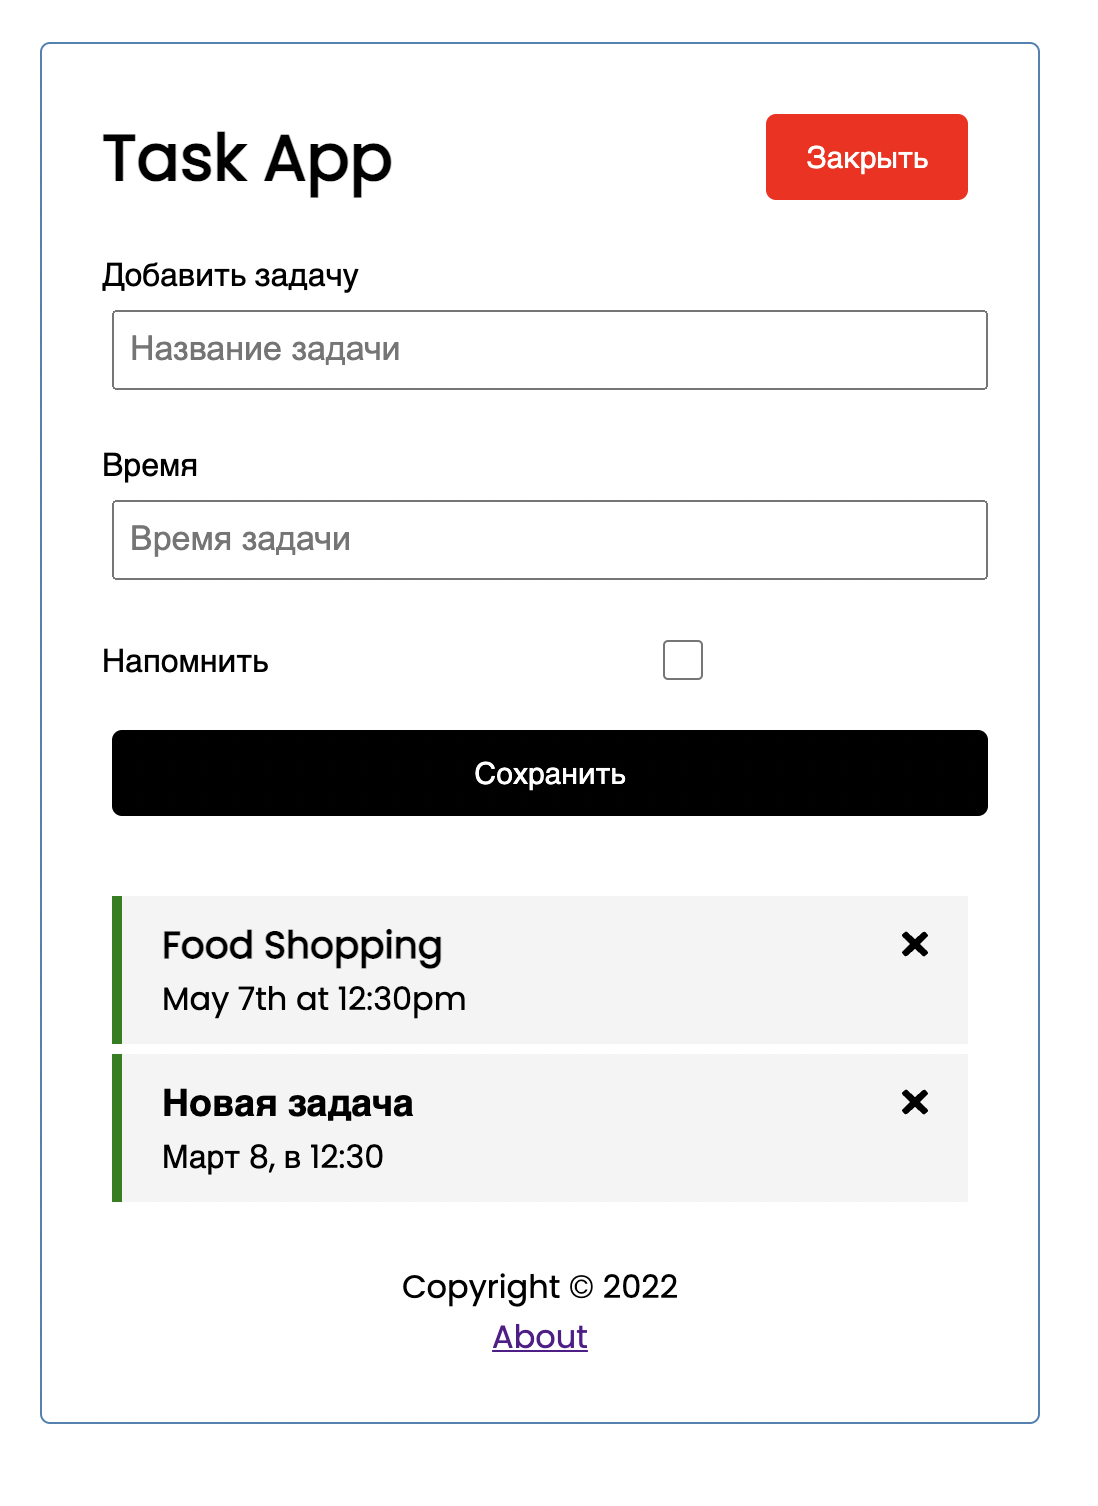 Task App
Закрыть
Добавить задачу
Название задачи
Время
Время задачи
Напомнить
Сохранить
Food Shopping
May 7th at 12:30pm
Новая задача
Март 8, в 12:30
Copyright © 2022
About